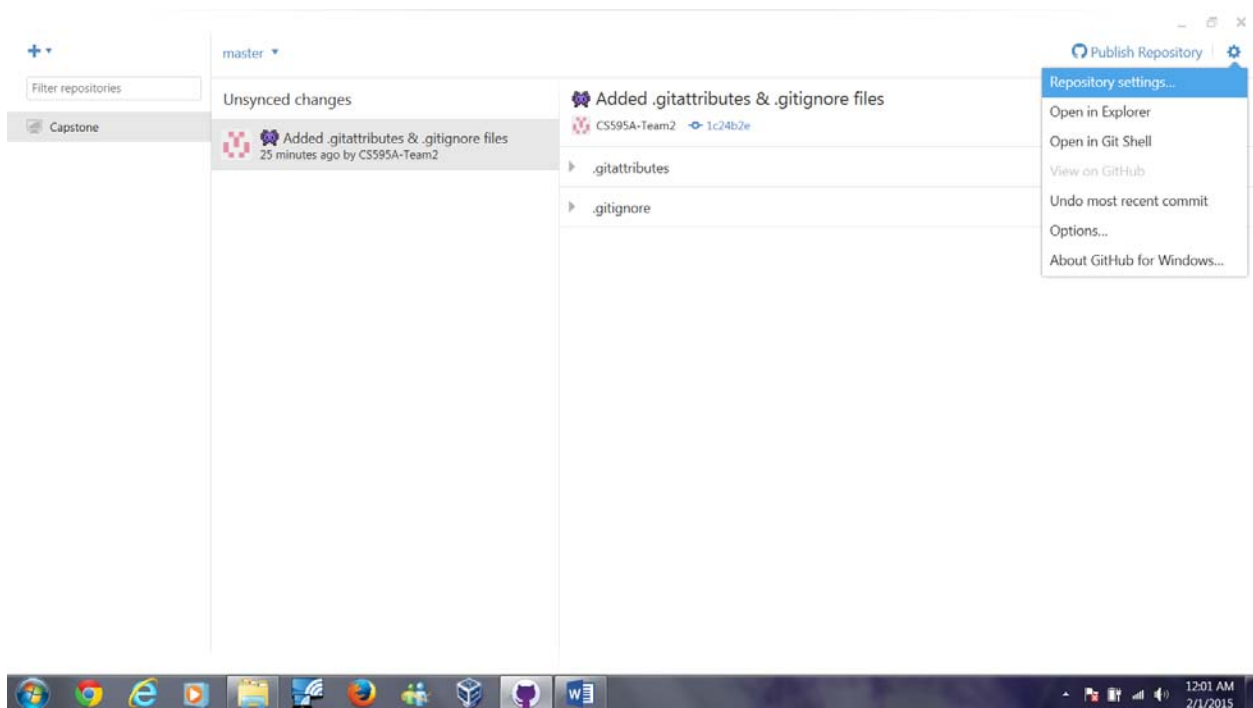 master
Publish Repository
Filter repositories
Capstone
Unsynced changes
Added .gitattributes & .gitignore files
25 minutes ago by CS595A-Team2
Added .gitattributes & .gitignore files
CS595A-Team2 1c24b2e
.gitattributes
.gitignore
Repository settings...
Open in Explorer
Open in Git Shell
View on GitHub
Undo most recent commit
Options...
About GitHub for Windows...
12:01 AM
2/1/2015